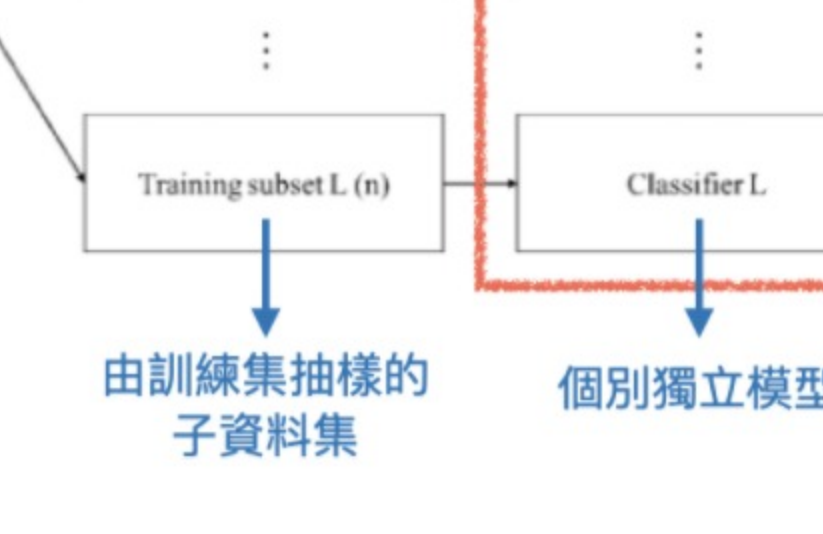 Training subset L (n)
Classifier L
由訓練集抽樣的
子資料集
個別獨立模型